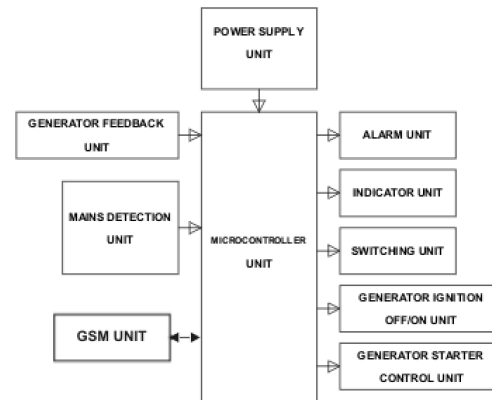 POWER SUPPLY
UNIT
GENERATOR FEEDBACK
UNIT
MAINS DETECTION
UNIT
GSM UNIT
MICROCONTROLLER
UNIT
ALARM UNIT
INDICATOR UNIT
SWITCHING UNIT
GENERATOR IGNITION
OFF/ON UNIT
GENERATOR STARTER
CONTROL UNIT